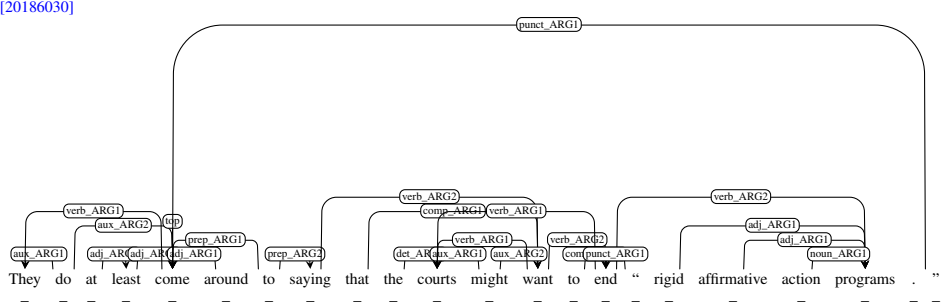 [20186030]
punct_ARG1
verb_ARG2 verb_ARG2
verb_ARG1 top comp_ARG1 verb_ARG1
aux_ARG2 adj_ARG1
prep_ARG1 verb_ARG1 verb_ARG2 adj_ARG1
aux_ARG1 adj_ARG1 prep_ARG2 aux_ARG1 aux_ARG2 punct_ARG1 noun_ARG1
They do at least come around to saying that the courts might want to end “ rigid affirmative action programs . ”